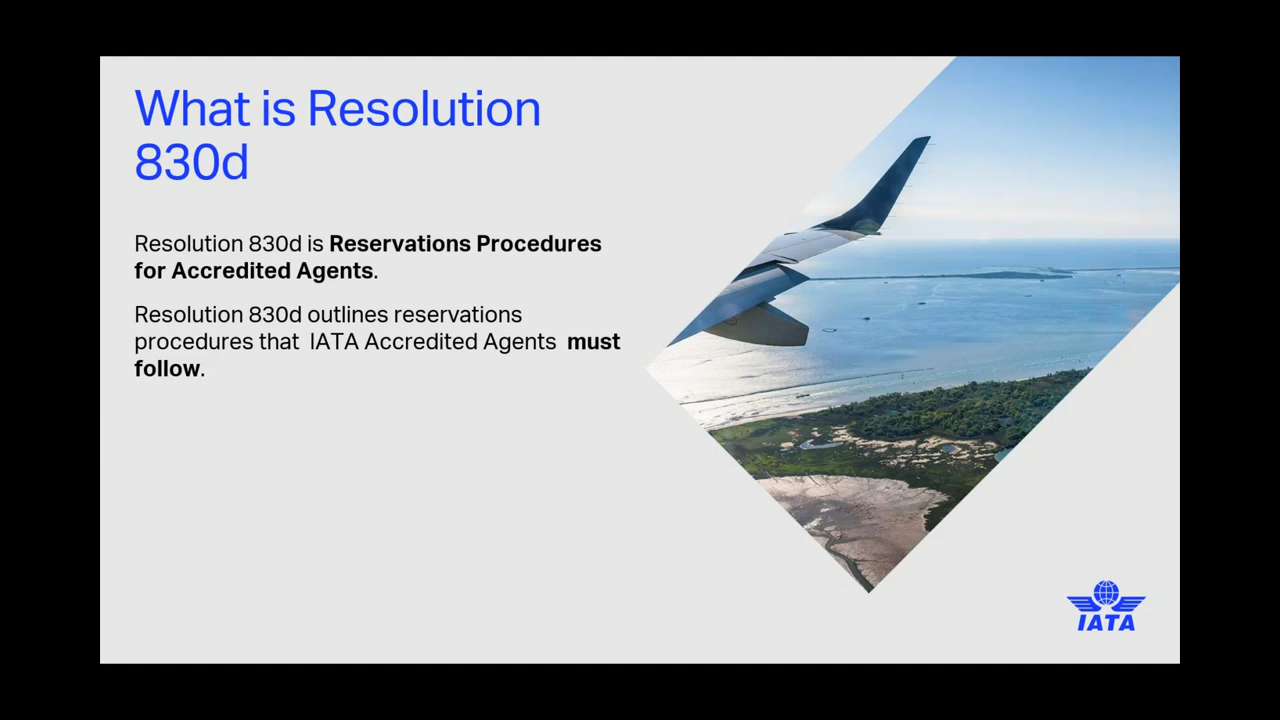 What is Resolution
830d
Resolution 830d is Reservations Procedures
for Accredited Agents.
Resolution 830d outlines reservations
procedures that IATA Accredited Agents must
follow.
IATA